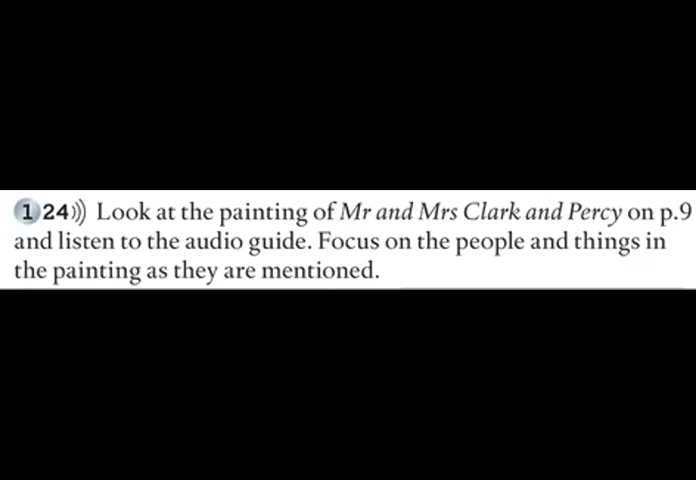 1 24))) Look at the painting of Mr and Mrs Clark and Percy on p.9
and listen to the audio guide. Focus on the people and things in
the painting as they are mentioned.